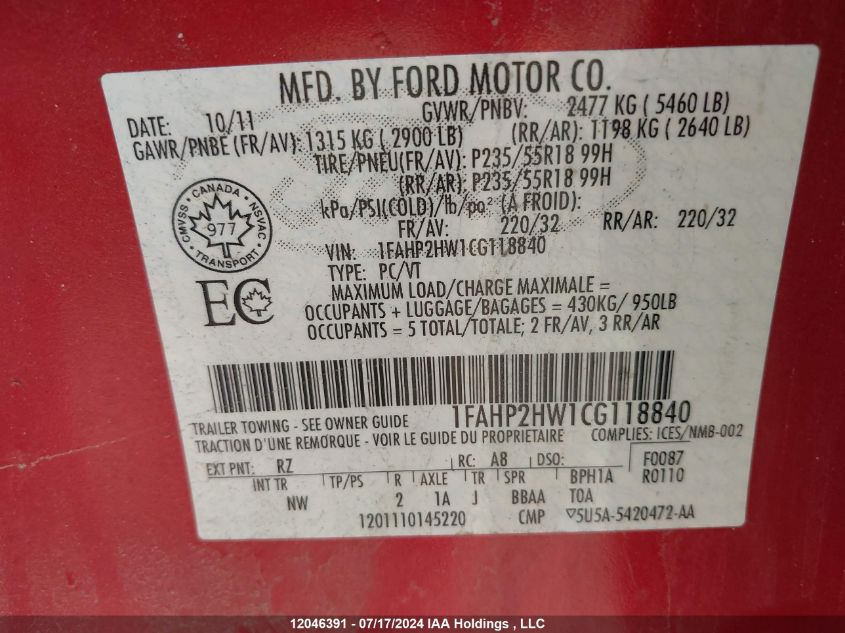 MFD. BY FORD MOTOR CO.
DATE: 10/11 GVWR/PNBV: 2477 KG ( 5460 LB)
GAWR/PNBE (FR/AV): 1315 KG ( 2900 LB) (RR/AR): 1198 KG ( 2640 LB)
TIRE/PNEU(FR/AV): P235/55R18 99H
(RR/AR): P235/55R18 99H
kPa/PSI(COLD)/lb/po² (A FROID):
FR/AV: 220/32 RR/AR: 220/32
VIN: 1FAHP2HW1CG118840
TYPE: PC/VT
CANADA
CMVSS NSVAC
977
TRANSPORT
EC
MAXIMUM LOAD/CHARGE MAXIMALE =
OCCUPANTS + LUGGAGE/BAGAGES = 430KG/ 950LB
OCCUPANTS = 5 TOTAL/TOTALE; 2 FR/AV, 3 RR/AR
1FAHP2HW1CG118840
TRAILER TOWING - SEE OWNER GUIDE
TRACTION D'UNE REMORQUE - VOIR LE GUIDE DU PROPRIETAIRE COMPLIES: ICES/NMB-002
EXT PNT: RZ RC: A8 DSO: F0087
INT TR TP/PS R AXLE TR SPR BPH1A R0110
NW 2 1A J BBAA T0A
1201110145220 CMP ▽5U5A-5420472-AA
12046391 - 07/17/2024 IAA Holdings , LLC